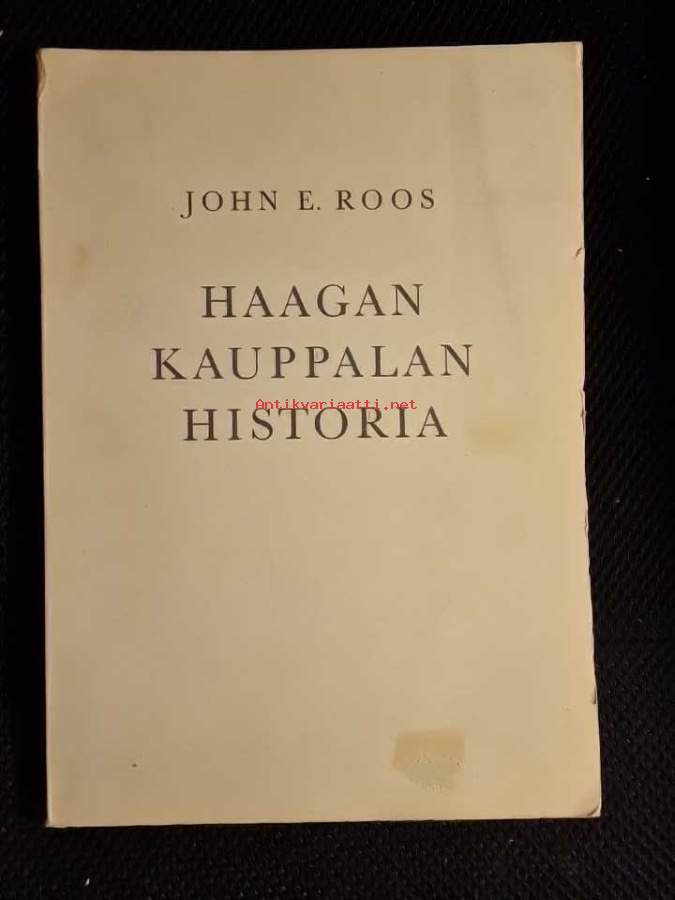 JOHN E. ROOS
HAAGAN
KAUPPALAN
Antikvariaatti.net
HISTORIA